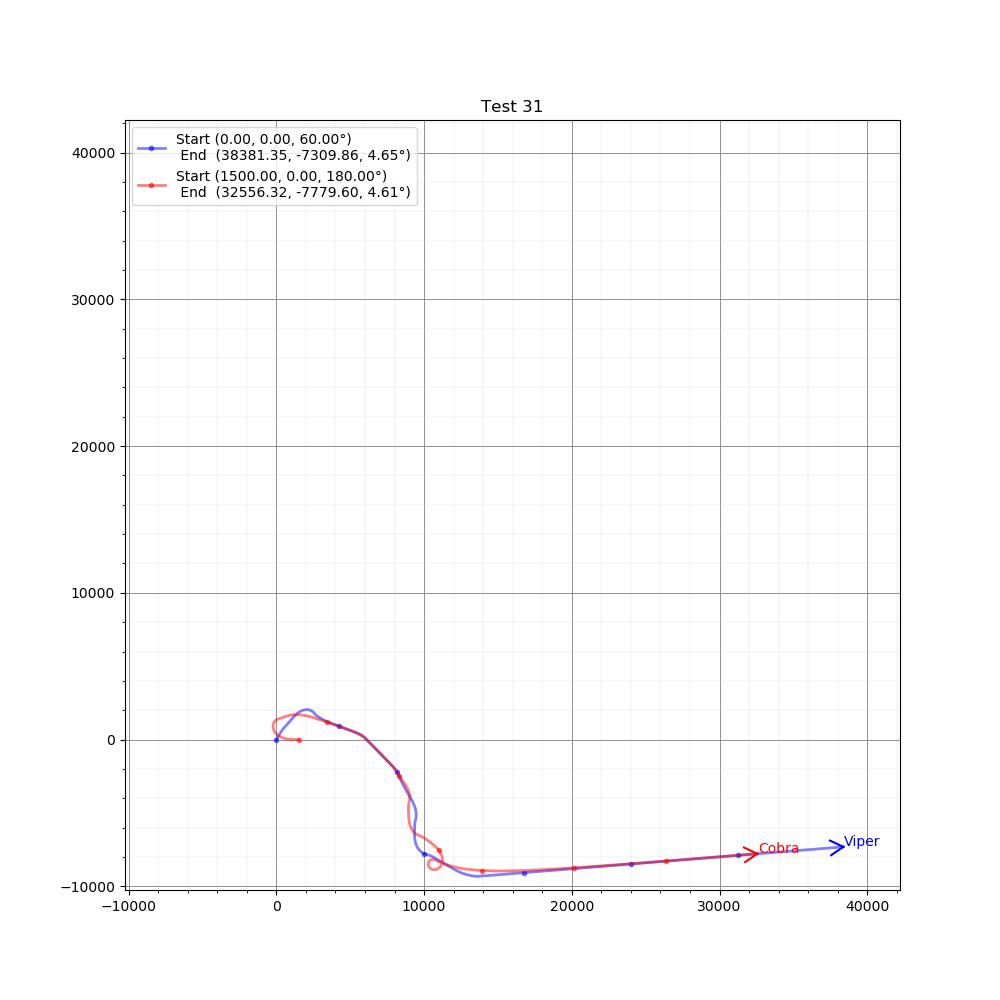 Test 31
Start (0.00, 0.00, 60.00°)
End (38381.35, -7309.86, 4.65°)
Start (1500.00, 0.00, 180.00°)
End (32556.32, -7779.60, 4.61°)
40000
30000
20000
10000
0
−10000
Cobra
Viper
−10000
0
10000
20000
30000
40000